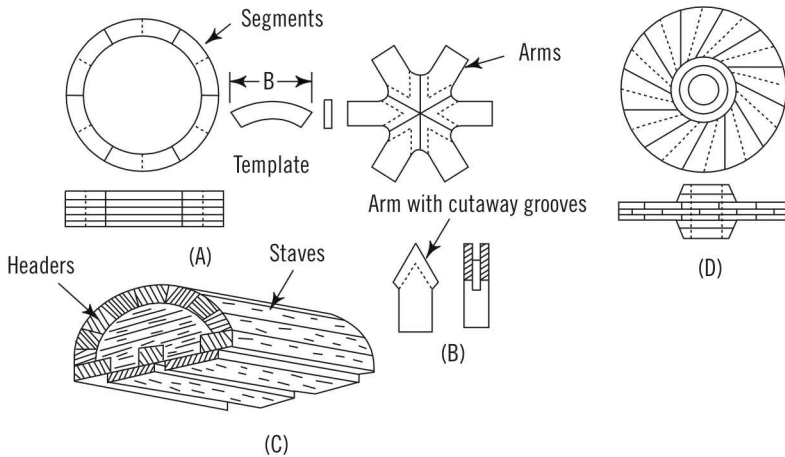 Segments
B
Arms
Template
Arm with cutaway grooves
(A)
Headers
Staves
(D)
(B)
(C)